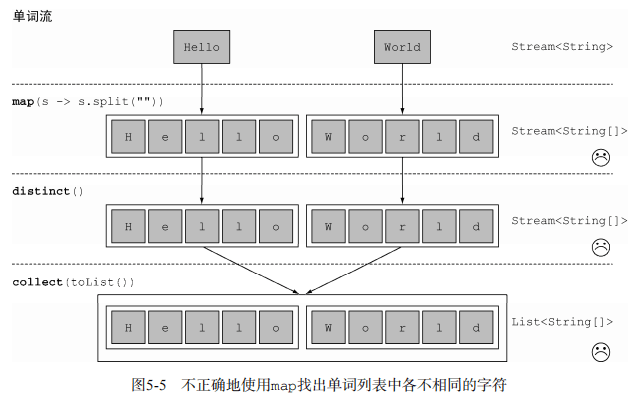 单词流
Hello World Stream<String>
map(s -> s.split(""))
H e l l o W o r l d Stream<String[]>
distinct()
H e l l o W o r l d Stream<String[]>
collect(toList())
H e l l o W o r l d List<String[]>
图5-5 不正确地使用map找出单词列表中各不相同的字符